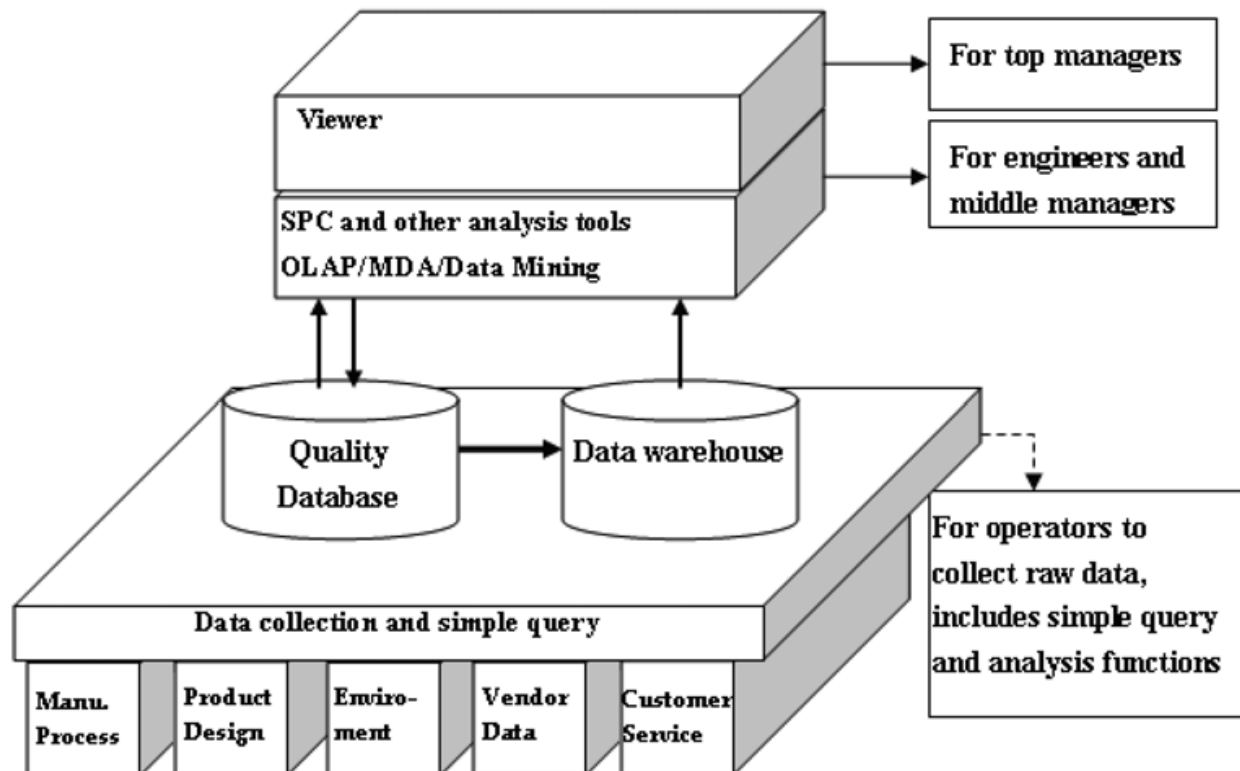 Viewer
SPC and other analysis tools
OLAP/MDA/Data Mining
For top managers
For engineers and
middle managers
Quality
Database
Data warehouse
For operators to
collect raw data,
includes simple query
and analysis functions
Data collection and simple query
Manu.
Process
Product
Design
Enviro-
ment
Vendor
Data
Customer
Service